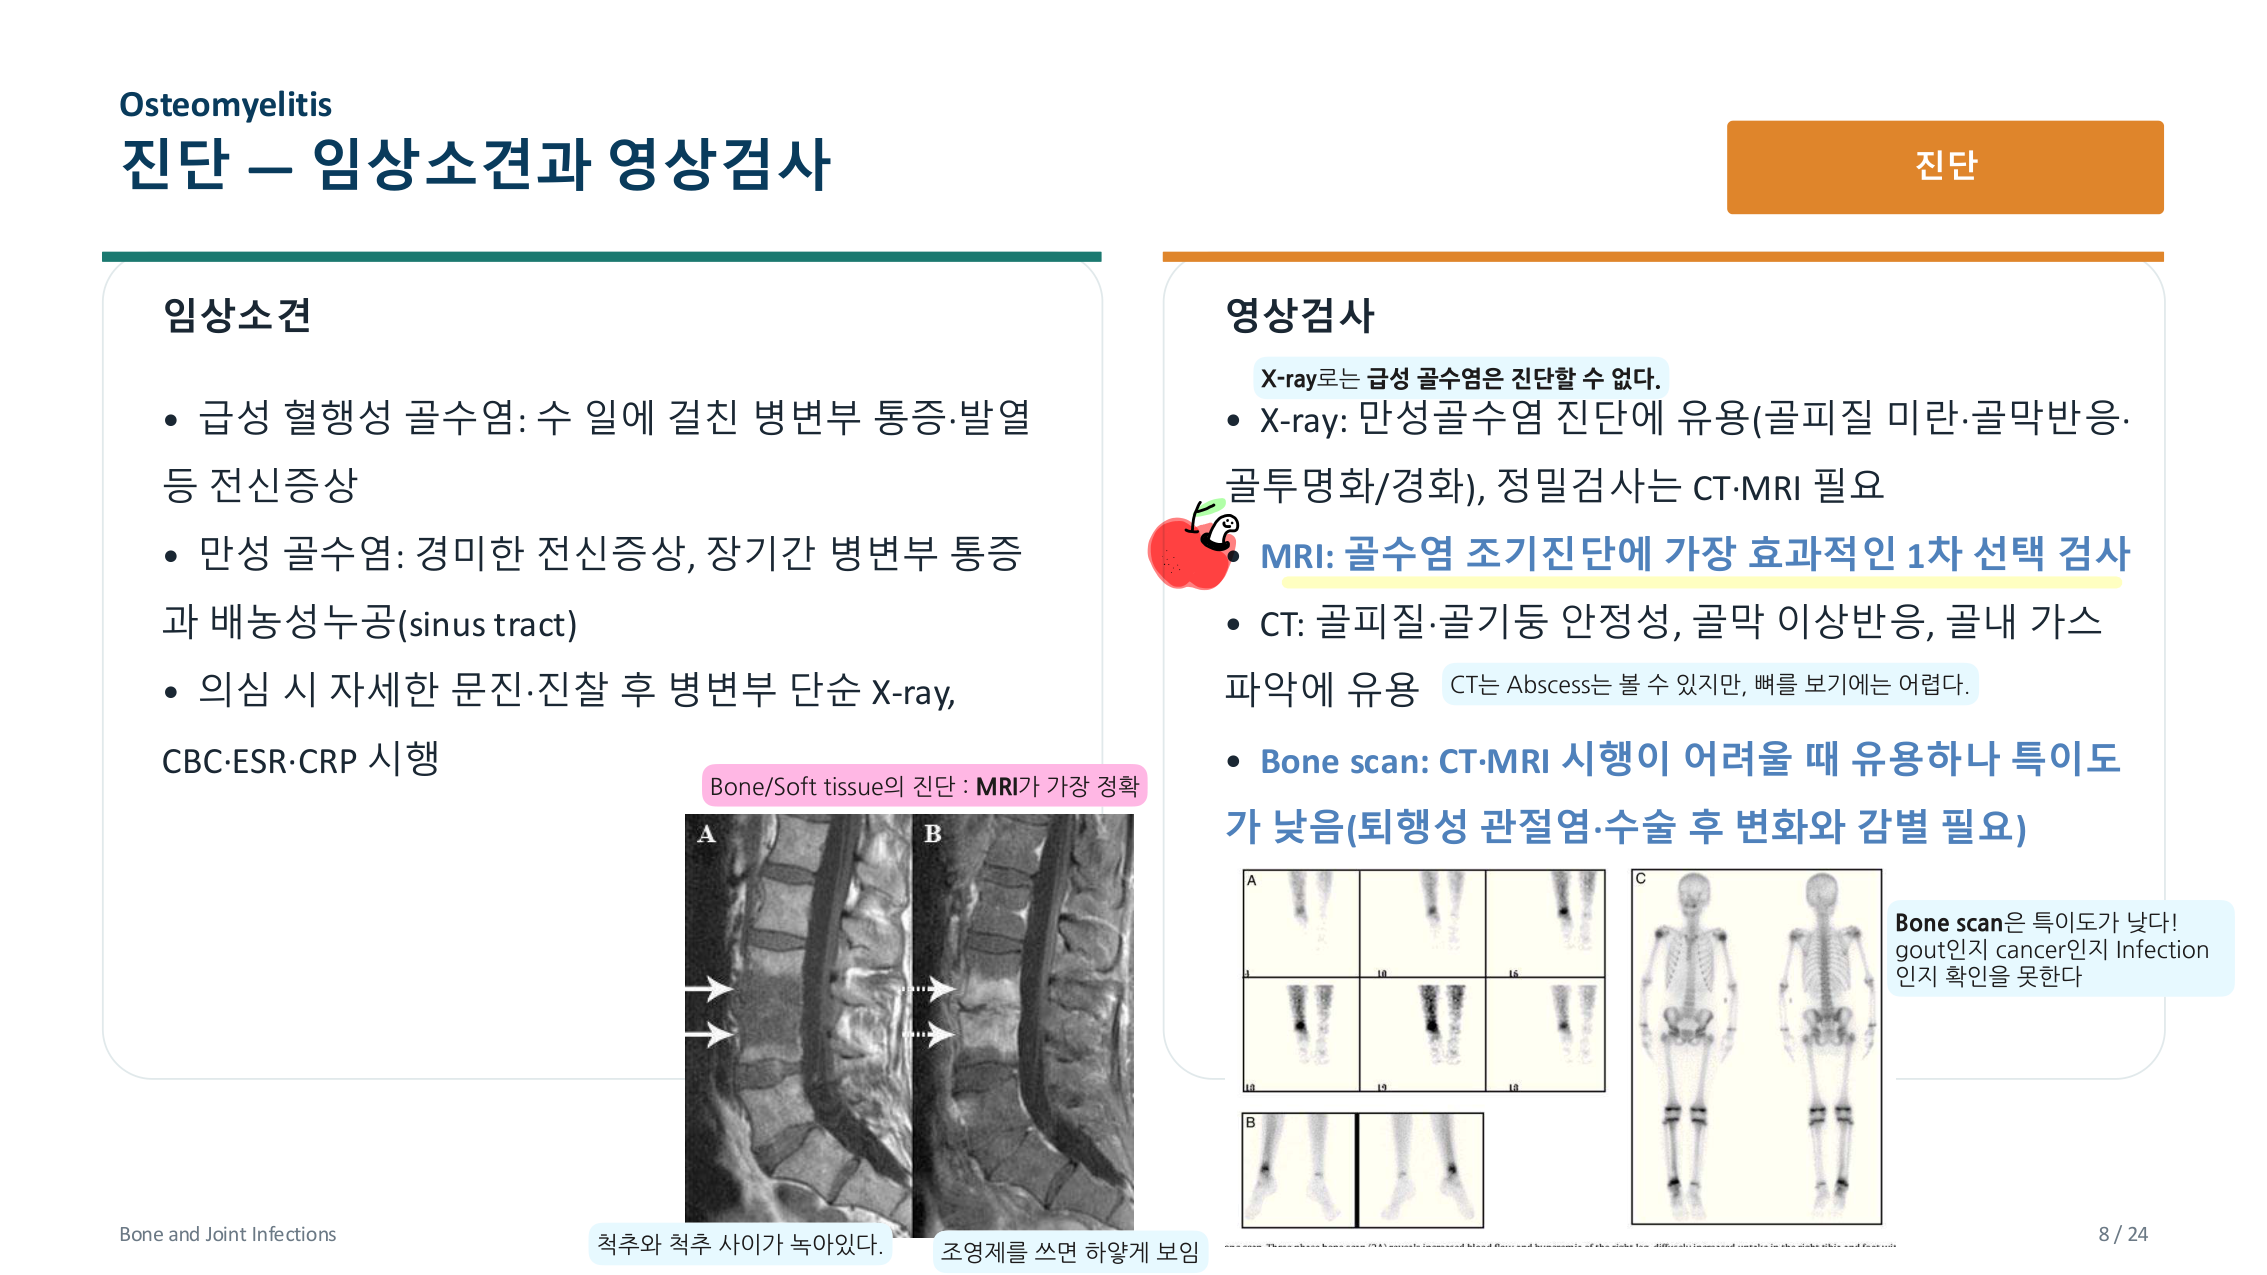 Osteomyelitis
진단 — 임상소견과 영상검사
진단
임상소견
• 급성 혈행성 골수염: 수 일에 걸친 병변부 통증·발열
등 전신증상
• 만성 골수염: 경미한 전신증상, 장기간 병변부 통증
과 배농성누공(sinus tract)
• 의심 시 자세한 문진·진찰 후 병변부 단순 X-ray,
CBC·ESR·CRP 시행
Bone/Soft tissue의 진단 : MRI가 가장 정확
A
B
척추와 척추 사이가 녹아있다.
조영제를 쓰면 하얗게 보임
영상검사
X-ray로는 급성 골수염은 진단할 수 없다.
• X-ray: 만성골수염 진단에 유용(골피질 미란·골막반응·
골투명화/경화), 정밀검사는 CT·MRI 필요
• MRI: 골수염 조기진단에 가장 효과적인 1차 선택 검사
• CT: 골피질·골기둥 안정성, 골막 이상반응, 골내 가스
파악에 유용
CT는 Abscess는 볼 수 있지만, 뼈를 보기에는 어렵다.
• Bone scan: CT·MRI 시행이 어려울 때 유용하나 특이도
가 낮음(퇴행성 관절염·수술 후 변화와 감별 필요)
A
B
C
Bone scan은 특이도가 낮다!
gout인지 cancer인지 Infection
인지 확인을 못한다
Bone and Joint Infections
8 / 24